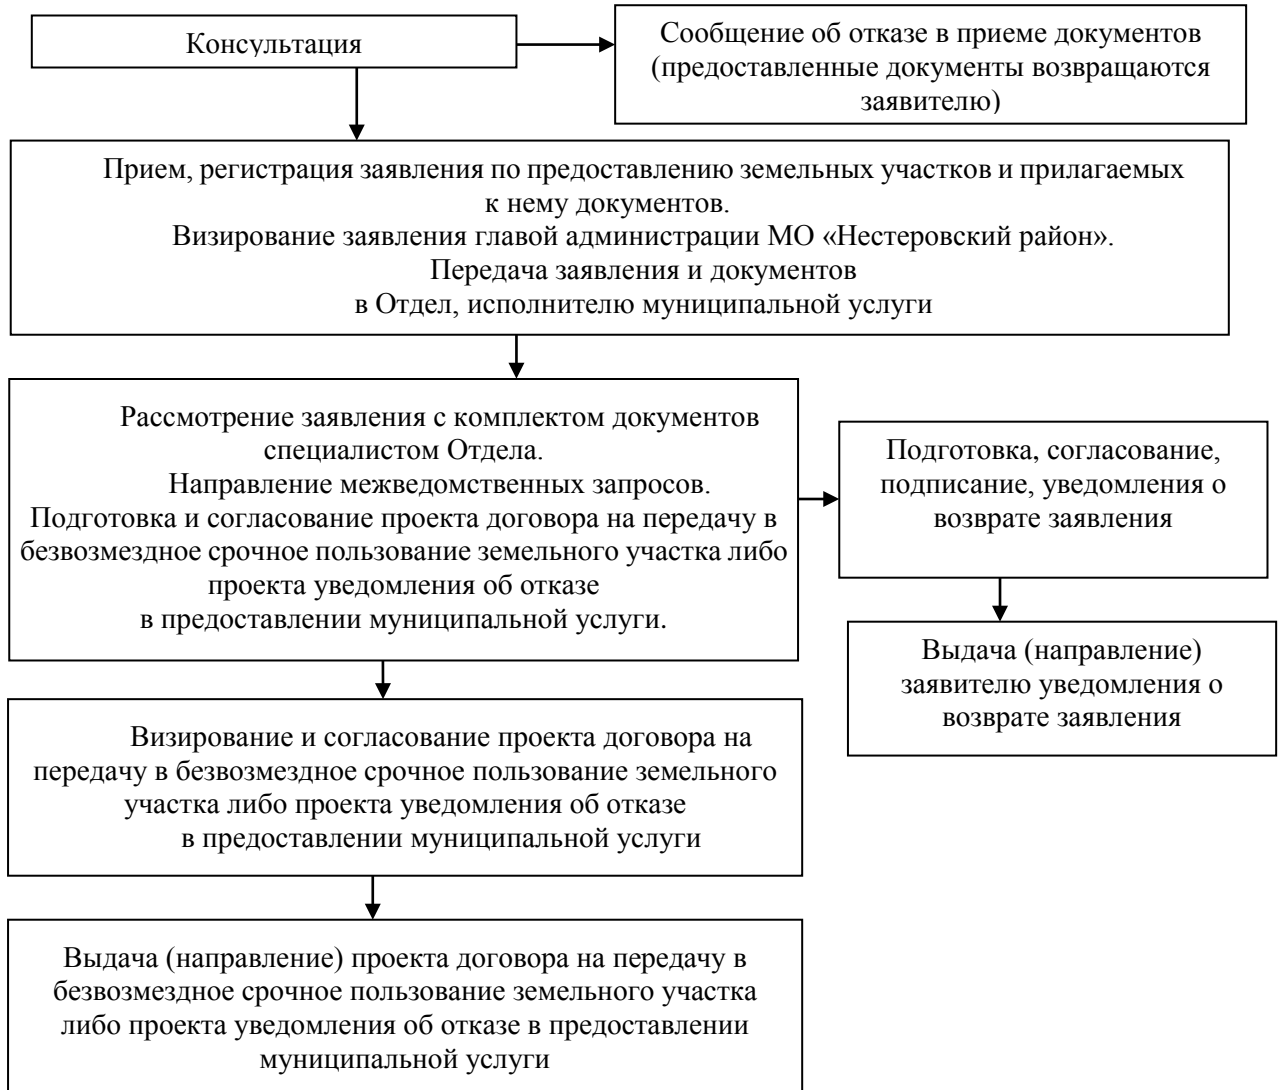 Консультация
Сообщение об отказе в приеме документов
(предоставленные документы возвращаются
заявителю)
Прием, регистрация заявления по предоставлению земельных участков и прилагаемых
к нему документов.
Визирование заявления главой администрации МО «Нестеровский район».
Передача заявления и документов
в Отдел, исполнителю муниципальной услуги
Рассмотрение заявления с комплектом документов
специалистом Отдела.
Направление межведомственных запросов.
Подготовка и согласование проекта договора на передачу в
безвозмездное срочное пользование земельного участка либо
проекта уведомления об отказе
в предоставлении муниципальной услуги.
Подготовка, согласование,
подписание, уведомления о
возврате заявления
Выдача (направление)
заявителю уведомления о
возврате заявления
Визирование и согласование проекта договора на
передачу в безвозмездное срочное пользование земельного
участка либо проекта уведомления об отказе
в предоставлении муниципальной услуги
Выдача (направление) проекта договора на передачу в
безвозмездное срочное пользование земельного участка
либо проекта уведомления об отказе в предоставлении
муниципальной услуги